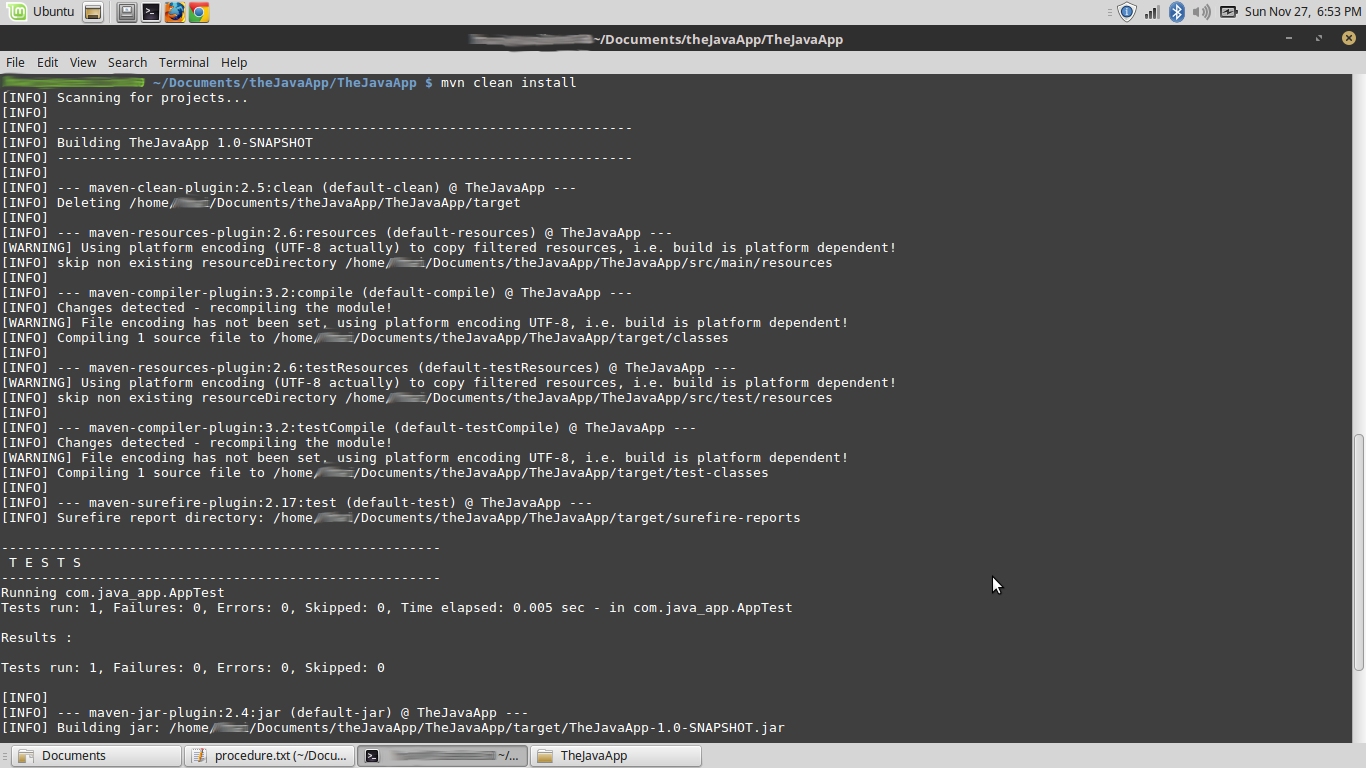 Ubuntu
Sun Nov 27, 6:53 PM
~/Documents/theJavaApp/TheJavaApp
File Edit View Search Terminal Help
~/Documents/theJavaApp/TheJavaApp $ mvn clean install
[INFO] Scanning for projects...
[INFO]
[INFO] ------------------------------------------------------------------------
[INFO] Building TheJavaApp 1.0-SNAPSHOT
[INFO] ------------------------------------------------------------------------
[INFO]
[INFO] --- maven-clean-plugin:2.5:clean (default-clean) @ TheJavaApp ---
[INFO] Deleting /home/ /Documents/theJavaApp/TheJavaApp/target
[INFO]
[INFO] --- maven-resources-plugin:2.6:resources (default-resources) @ TheJavaApp ---
[WARNING] Using platform encoding (UTF-8 actually) to copy filtered resources, i.e. build is platform dependent!
[INFO] skip non existing resourceDirectory /home/ /Documents/theJavaApp/TheJavaApp/src/main/resources
[INFO]
[INFO] --- maven-compiler-plugin:3.2:compile (default-compile) @ TheJavaApp ---
[INFO] Changes detected - recompiling the module!
[WARNING] File encoding has not been set, using platform encoding UTF-8, i.e. build is platform dependent!
[INFO] Compiling 1 source file to /home/ /Documents/theJavaApp/TheJavaApp/target/classes
[INFO]
[INFO] --- maven-resources-plugin:2.6:testResources (default-testResources) @ TheJavaApp ---
[WARNING] Using platform encoding (UTF-8 actually) to copy filtered resources, i.e. build is platform dependent!
[INFO] skip non existing resourceDirectory /home/ /Documents/theJavaApp/TheJavaApp/src/test/resources
[INFO]
[INFO] --- maven-compiler-plugin:3.2:testCompile (default-testCompile) @ TheJavaApp ---
[INFO] Changes detected - recompiling the module!
[WARNING] File encoding has not been set, using platform encoding UTF-8, i.e. build is platform dependent!
[INFO] Compiling 1 source file to /home/ /Documents/theJavaApp/TheJavaApp/target/test-classes
[INFO]
[INFO] --- maven-surefire-plugin:2.17:test (default-test) @ TheJavaApp ---
[INFO] Surefire report directory: /home/ /Documents/theJavaApp/TheJavaApp/target/surefire-reports
-------------------------------------------------------
T E S T S
-------------------------------------------------------
Running com.java_app.AppTest
Tests run: 1, Failures: 0, Errors: 0, Skipped: 0, Time elapsed: 0.005 sec - in com.java_app.AppTest
Results :
Tests run: 1, Failures: 0, Errors: 0, Skipped: 0
[INFO]
[INFO] --- maven-jar-plugin:2.4:jar (default-jar) @ TheJavaApp ---
[INFO] Building jar: /home/ /Documents/theJavaApp/TheJavaApp/target/TheJavaApp-1.0-SNAPSHOT.jar
Documents procedure.txt (~/Docu... ~/... TheJavaApp